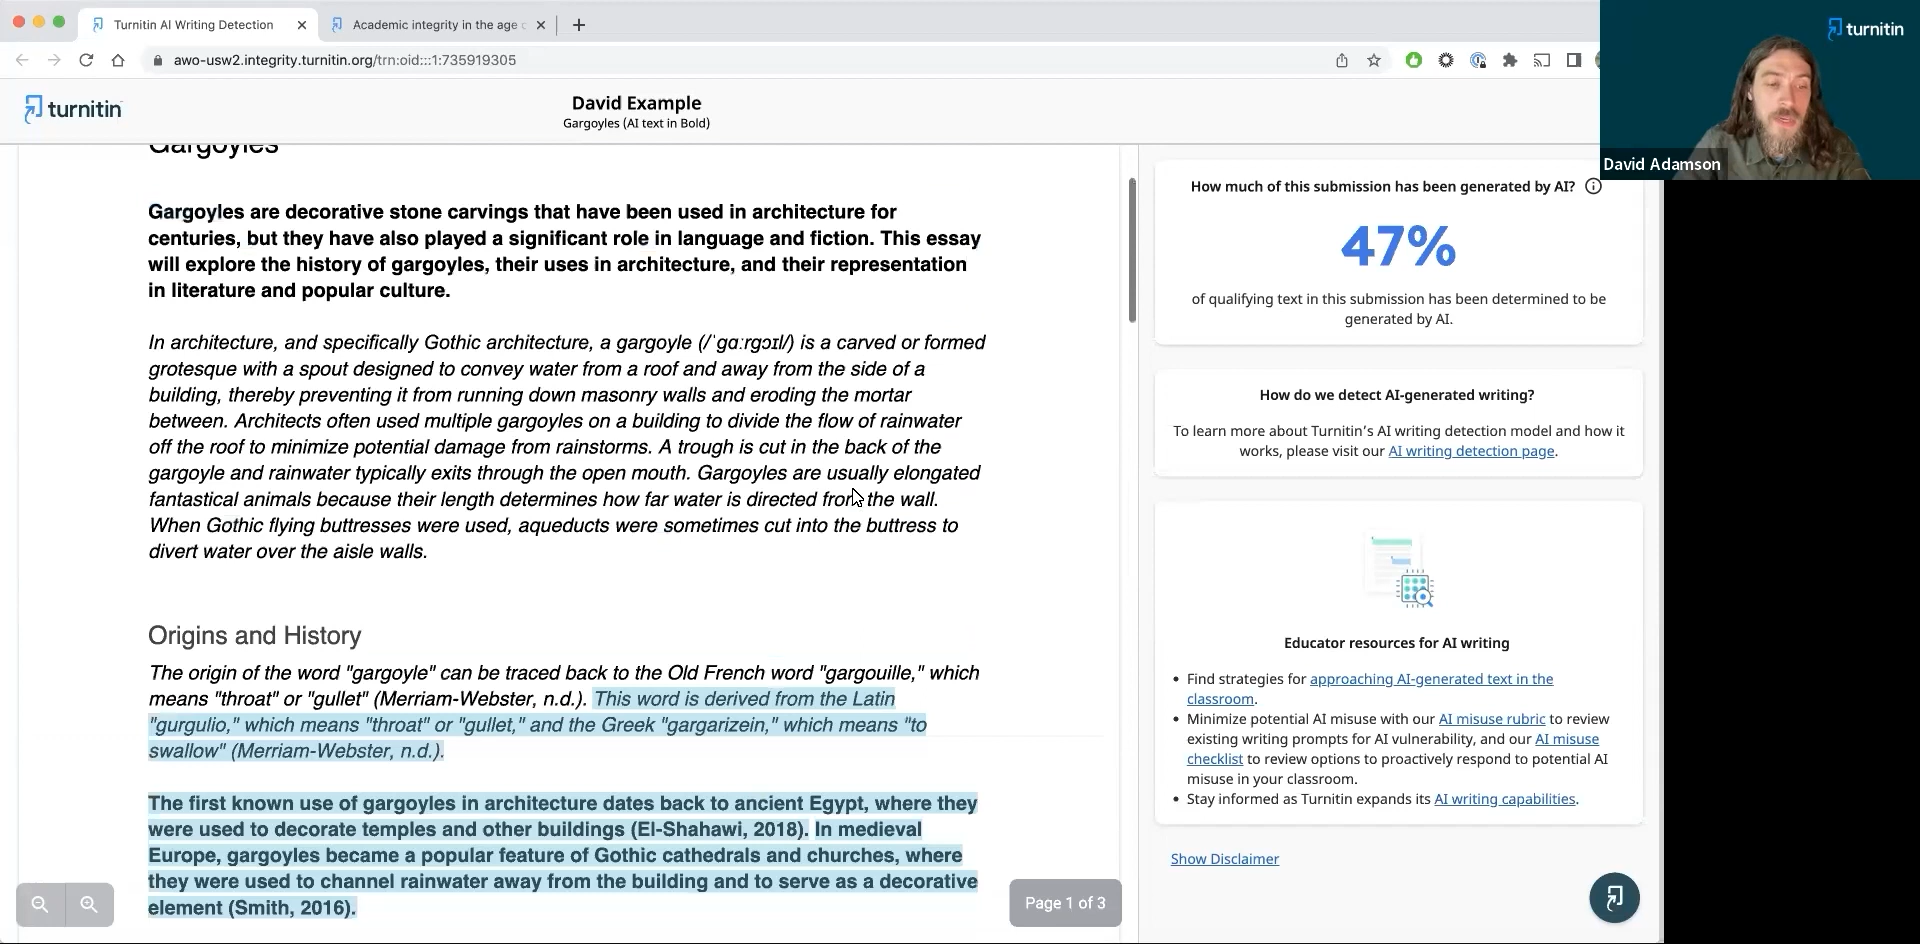 Turnitin AI Writing Detection
Academic integrity in the age
turnitin
awo-usw2.integrity.turnitin.org/trn:oid:::1:735919305
turnitin
David Example
Gargoyles (AI text in Bold)
David Adamson
Gargoyles
Gargoyles are decorative stone carvings that have been used in architecture for
centuries, but they have also played a significant role in language and fiction. This essay
will explore the history of gargoyles, their uses in architecture, and their representation
in literature and popular culture.
In architecture, and specifically Gothic architecture, a gargoyle (/ˈɡɑːrɡɔɪl/) is a carved or formed
grotesque with a spout designed to convey water from a roof and away from the side of a
building, thereby preventing it from running down masonry walls and eroding the mortar
between. Architects often used multiple gargoyles on a building to divide the flow of rainwater
off the roof to minimize potential damage from rainstorms. A trough is cut in the back of the
gargoyle and rainwater typically exits through the open mouth. Gargoyles are usually elongated
fantastical animals because their length determines how far water is directed from the wall.
When Gothic flying buttresses were used, aqueducts were sometimes cut into the buttress to
divert water over the aisle walls.
Origins and History
The origin of the word "gargoyle" can be traced back to the Old French word "gargouille," which
means "throat" or "gullet" (Merriam-Webster, n.d.). This word is derived from the Latin
"gurgulio," which means "throat" or "gullet," and the Greek "gargarizein," which means "to
swallow" (Merriam-Webster, n.d.).
The first known use of gargoyles in architecture dates back to ancient Egypt, where they
were used to decorate temples and other buildings (El-Shahawi, 2018). In medieval
Europe, gargoyles became a popular feature of Gothic cathedrals and churches, where
they were used to channel rainwater away from the building and to serve as a decorative
element (Smith, 2016).
Page 1 of 3
How much of this submission has been generated by AI?
47%
of qualifying text in this submission has been determined to be
generated by AI.
How do we detect AI-generated writing?
To learn more about Turnitin's AI writing detection model and how it
works, please visit our AI writing detection page.
Educator resources for AI writing
• Find strategies for approaching AI-generated text in the
classroom.
• Minimize potential AI misuse with our AI misuse rubric to review
existing writing prompts for AI vulnerability, and our AI misuse
checklist to review options to proactively respond to potential AI
misuse in your classroom.
• Stay informed as Turnitin expands its AI writing capabilities.
Show Disclaimer